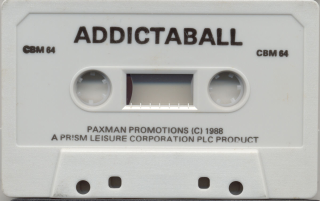 ADDICTABALL
CBM 64 CBM 64
PAXMAN PROMOTIONS (C) 1988
A PRISM LEISURE CORPORATION PLC PRODUCT